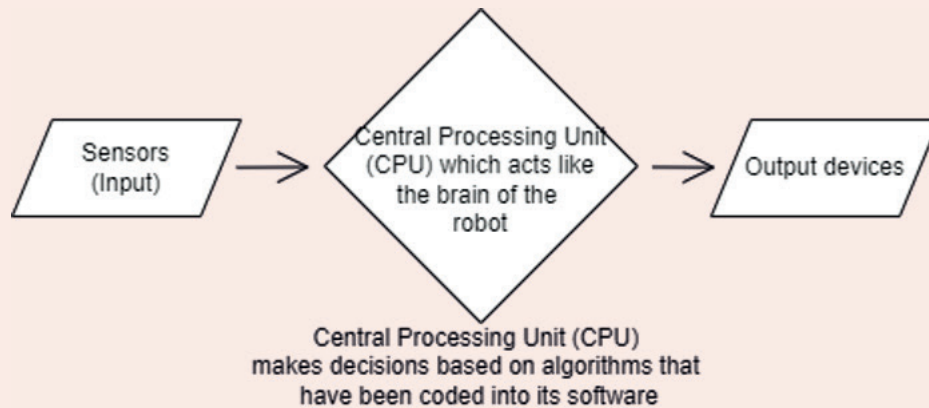 Sensors
(Input)
Central Processing Unit
(CPU) which acts like
the brain of the
robot
Output devices
Central Processing Unit (CPU)
makes decisions based on algorithms that
have been coded into its software